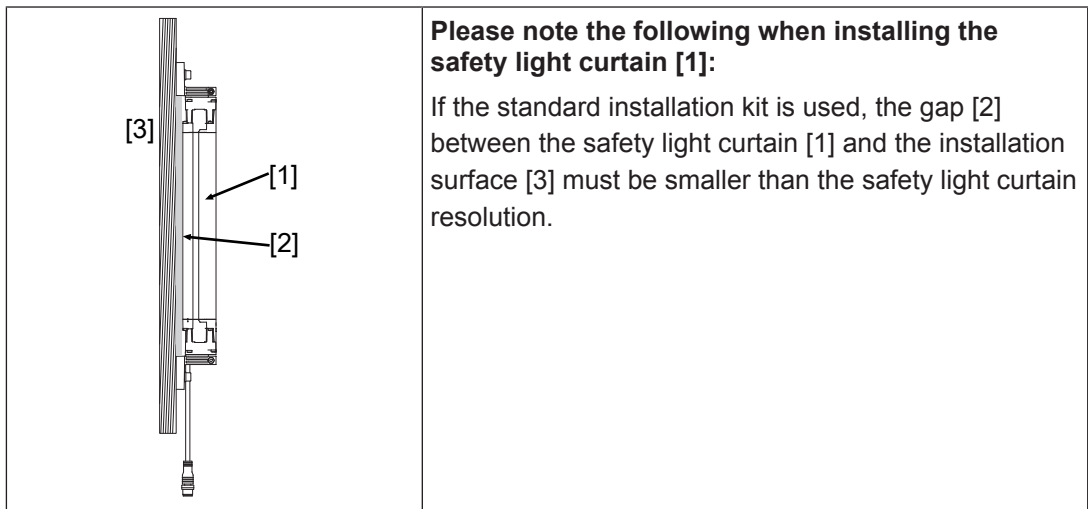 [3]
[1]
[2]
Please note the following when installing the
safety light curtain [1]:
If the standard installation kit is used, the gap [2]
between the safety light curtain [1] and the installation
surface [3] must be smaller than the safety light curtain
resolution.